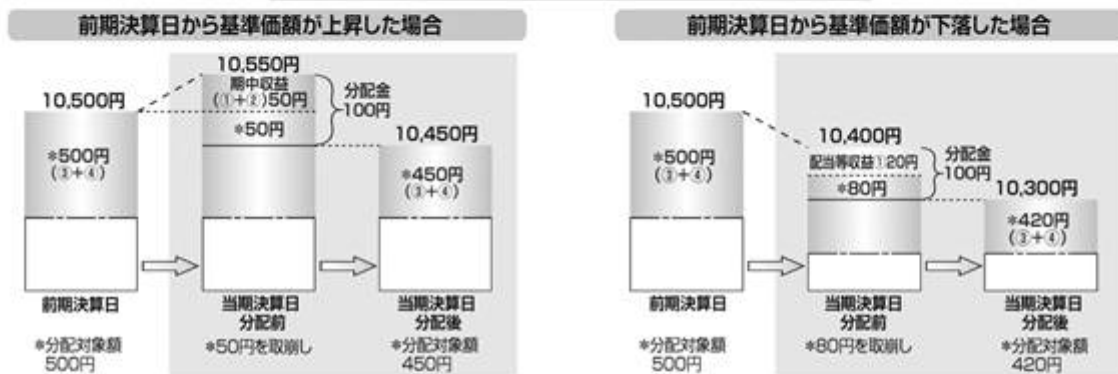 前期決算日から基準価額が上昇した場合
10,550円
期中収益
(①+②)50円
*50円
10,500円
*500円
(③+④)
分配金
100円
10,450円
*450円
(③+④)
前期決算日
当期決算日
分配前
当期決算日
分配後
*分配対象額
500円
*50円を取崩し
*分配対象額
450円
前期決算日から基準価額が下落した場合
10,500円
*500円
(③+④)
10,400円
配当等収益①20円
*80円
分配金
100円
10,300円
*420円
(③+④)
前期決算日
当期決算日
分配前
当期決算日
分配後
*分配対象額
500円
*80円を取崩し
*分配対象額
420円